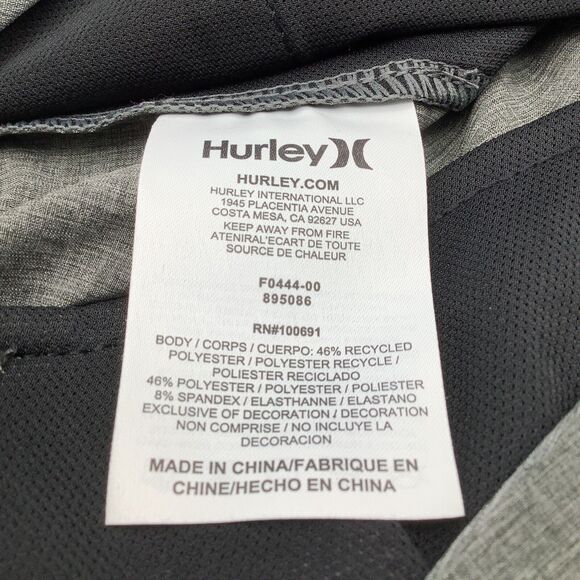 Hurley
HURLEY.COM
HURLEY INTERNATIONAL LLC
1945 PLACENTIA AVENUE
COSTA MESA, CA 92627 USA
KEEP AWAY FROM FIRE
ATENIRAL'ECART DE TOUTE
SOURCE DE CHALEUR
F0444-00
895086
RN#100691
BODY / CORPS / CUERPO: 46% RECYCLED
POLYESTER / POLYESTER RECYCLE /
POLIESTER RECICLADO
46% POLYESTER / POLYESTER / POLIESTER
8% SPANDEX / ELASTHANNE / ELASTANO
EXCLUSIVE OF DECORATION / DECORATION
NON COMPRISE / NO INCLUYE LA
DECORACION
MADE IN CHINA/FABRIQUE EN
CHINE/HECHO EN CHINA